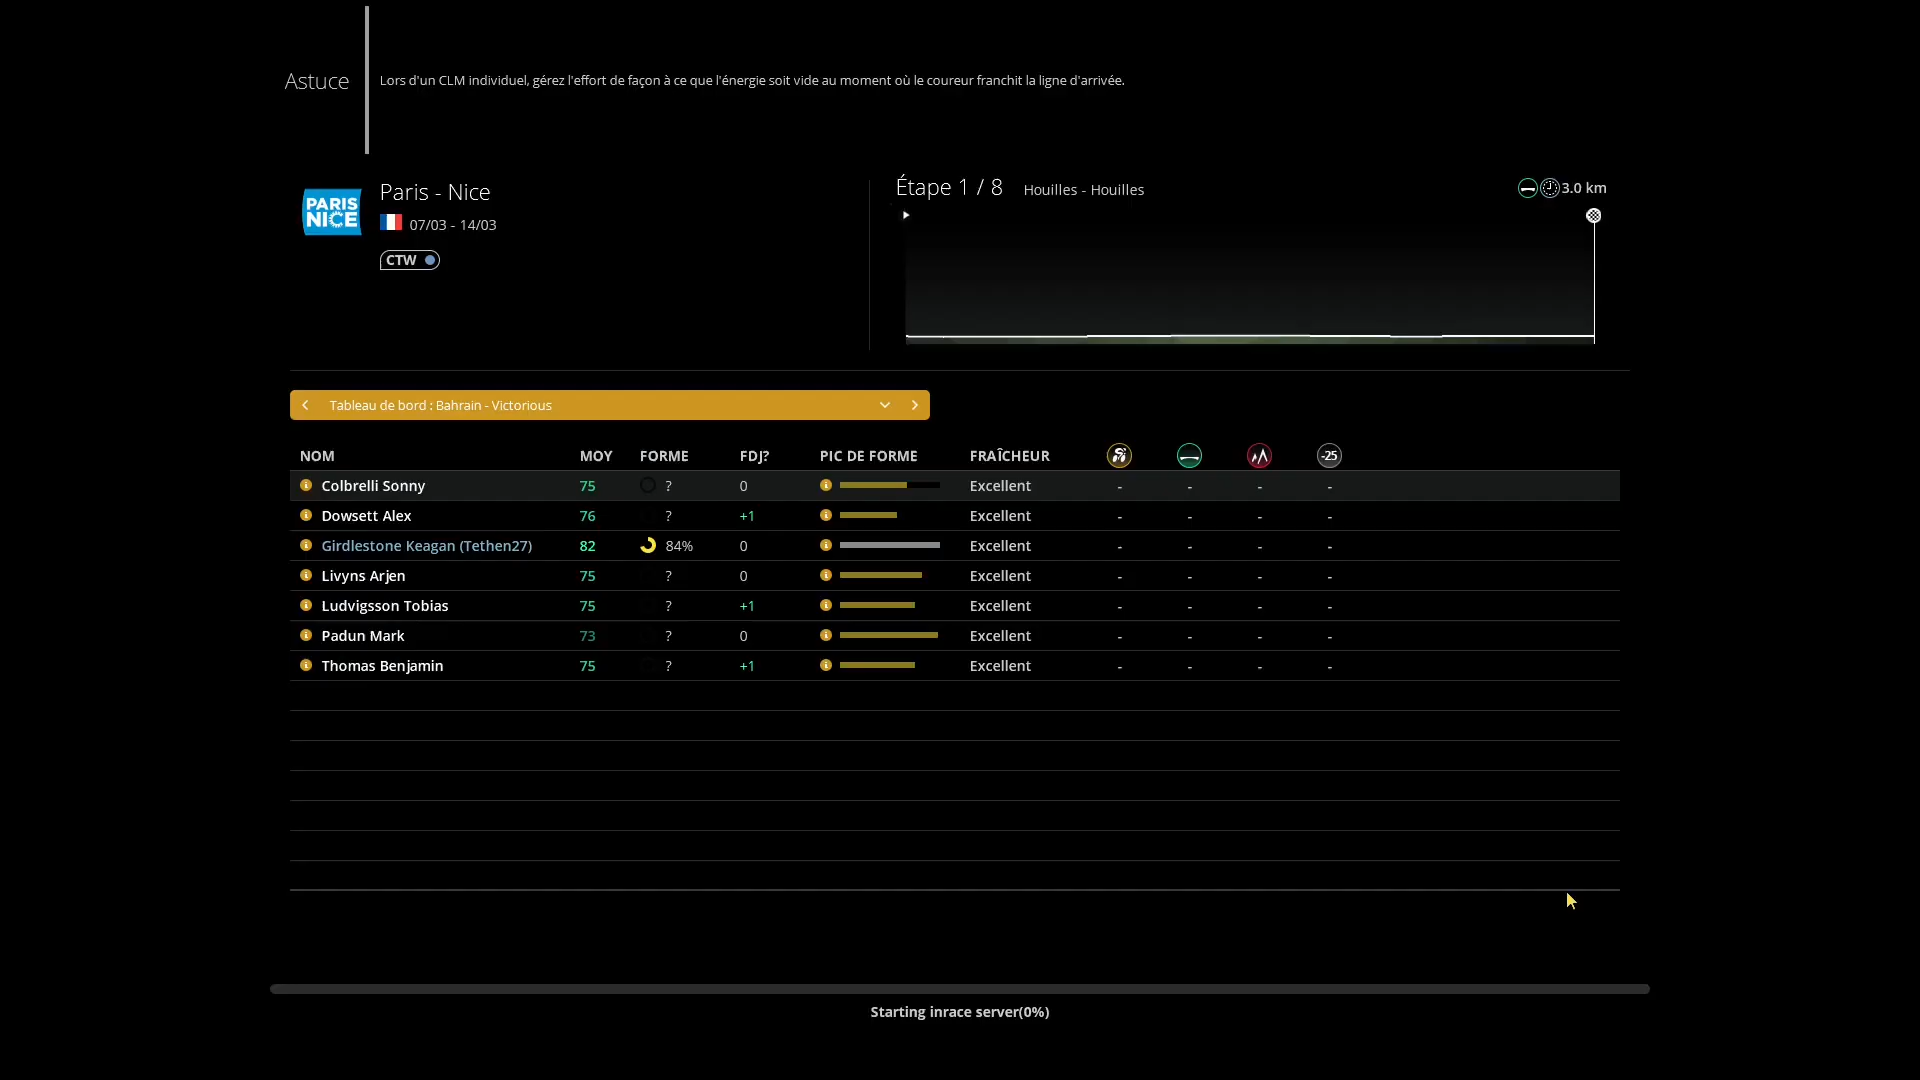 Astuce
Lors d'un CLM individuel, gérez l'effort de façon à ce que l'énergie soit vide au moment où le coureur franchit la ligne d'arrivée.
PARIS
NICE
Paris - Nice
07/03 - 14/03
CTW
Étape 1 / 8 Houilles - Houilles 3.0 km
Tableau de bord : Bahrain - Victorious
NOM MOY FORME FDJ? PIC DE FORME FRAÎCHEUR -25
Colbrelli Sonny 75 ? 0 Excellent - - - -
Dowsett Alex 76 ? +1 Excellent - - - -
Girdlestone Keagan (Tethen27) 82 84% 0 Excellent - - - -
Livyns Arjen 75 ? 0 Excellent - - - -
Ludvigsson Tobias 75 ? +1 Excellent - - - -
Padun Mark 73 ? 0 Excellent - - - -
Thomas Benjamin 75 ? +1 Excellent - - - -
Starting inrace server(0%)